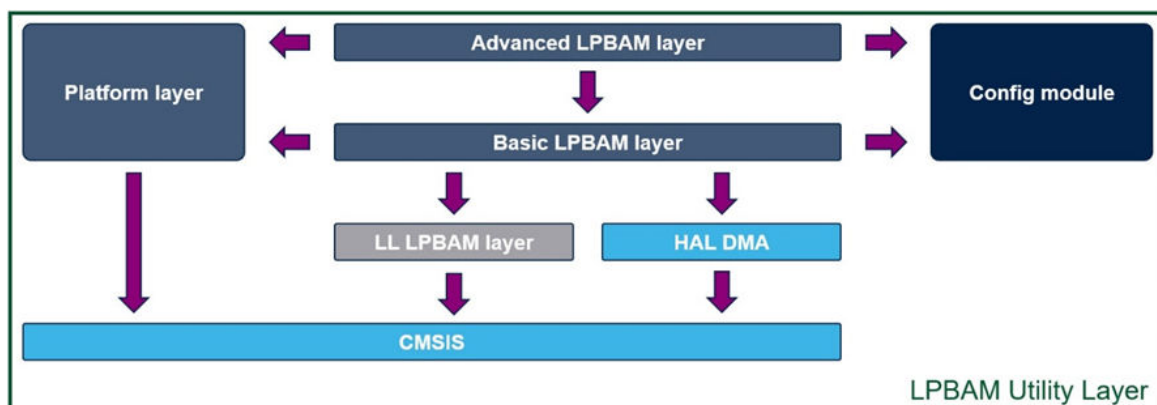 Advanced LPBAM layer
Platform layer
Config module
Basic LPBAM layer
LL LPBAM layer
HAL DMA
CMSIS
LPBAM Utility Layer